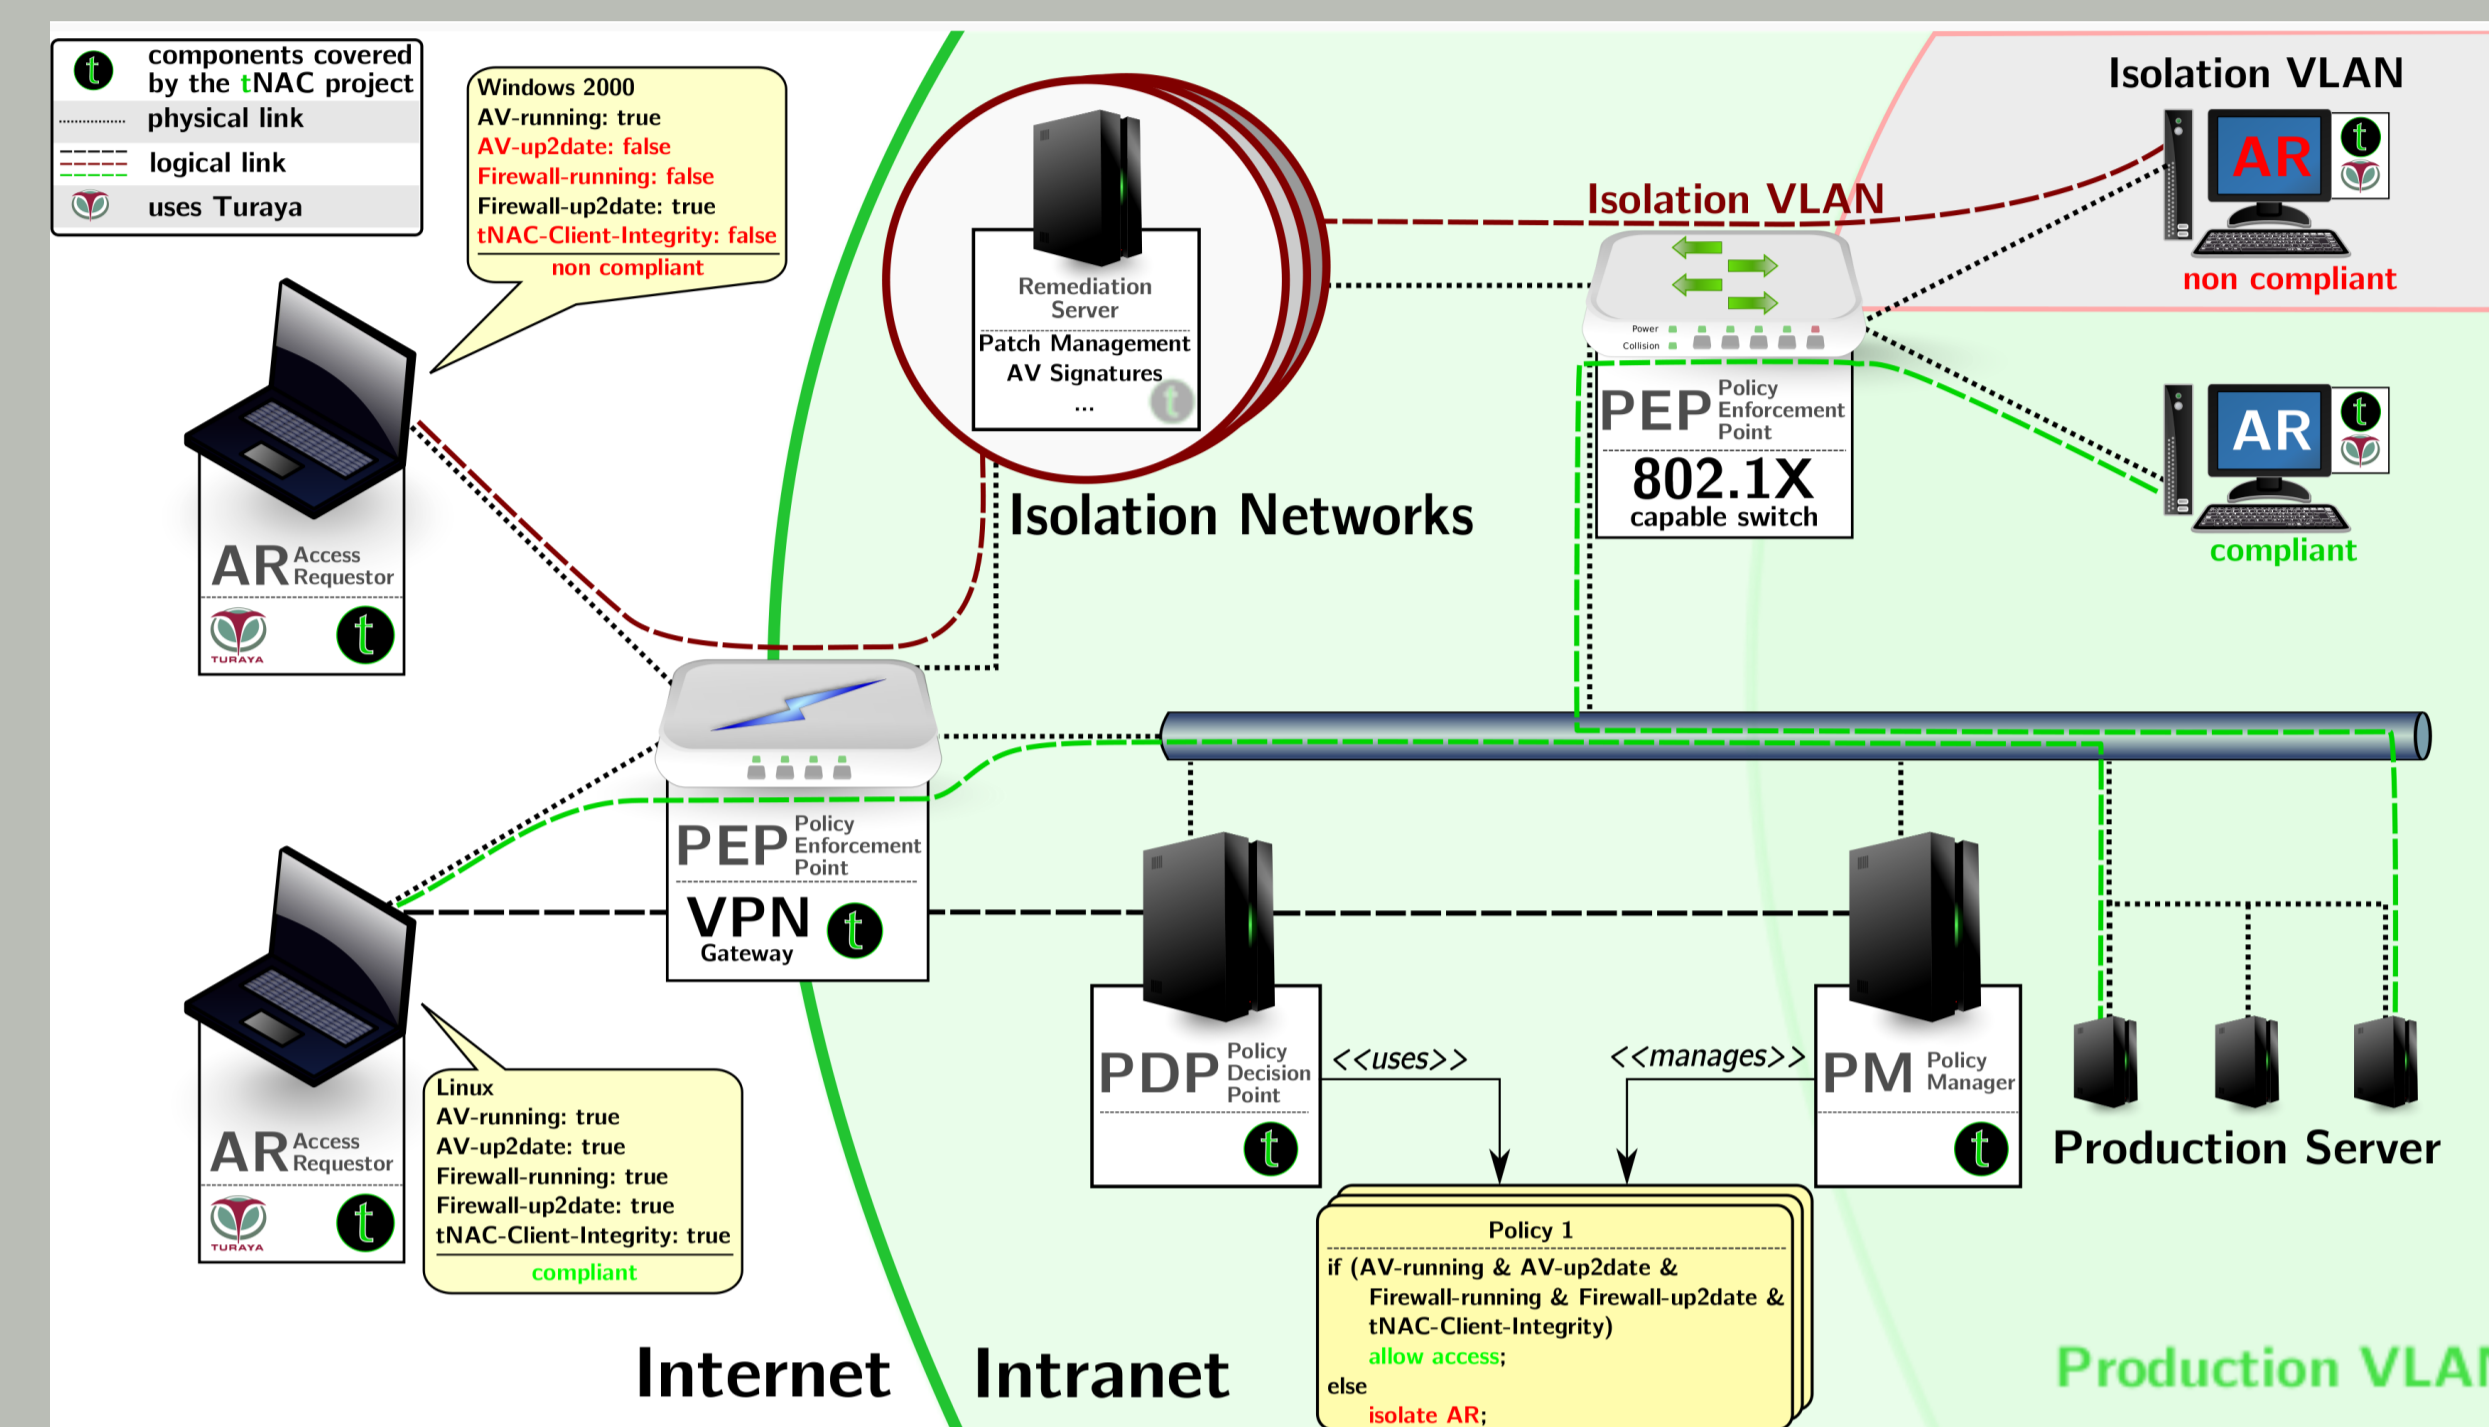 components covered
by the tNAC project
physical link
logical link
uses Turaya
Windows 2000
AV-running: true
AV-up2date: false
Firewall-running: false
Firewall-up2date: true
tNAC-Client-Integrity: false
non compliant
AR Access
Requestor
TURAYA
t
Remediation
Server
Patch Management
AV Signatures
...
t
Isolation Networks
Isolation VLAN
Power
Collision
PEP Policy
Enforcement
Point
802.1X
capable switch
Isolation VLAN
AR
t
non compliant
AR
t
compliant
PEP Policy
Enforcement
Point
VPN
Gateway
t
AR Access
Requestor
TURAYA
t
Linux
AV-running: true
AV-up2date: true
Firewall-running: true
Firewall-up2date: true
tNAC-Client-Integrity: true
compliant
PDP Policy
Decision
Point
t
<<uses>>
<<manages>>
PM Policy
Manager
t
Production Server
Policy 1
if (AV-running & AV-up2date &
Firewall-running & Firewall-up2date &
tNAC-Client-Integrity)
allow access;
else
isolate AR;
Internet
Intranet
Production